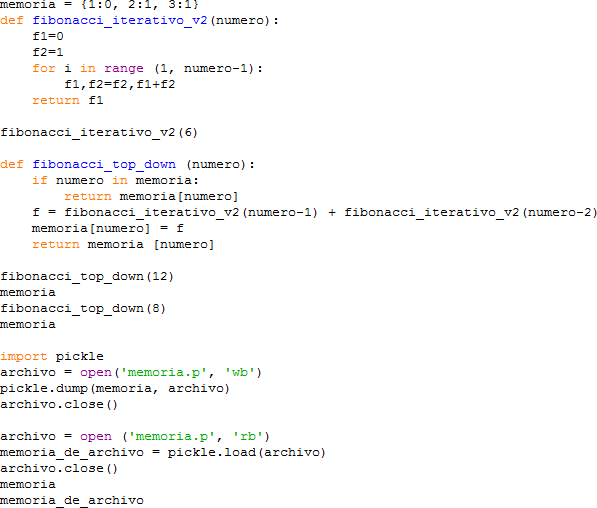 memoria = {1:0, 2:1, 3:1}
def fibonacci_iterativo_v2(numero):
    f1=0
    f2=1
    for i in range (1, numero-1):
        f1,f2=f2,f1+f2
    return f1

fibonacci_iterativo_v2(6)

def fibonacci_top_down (numero):
    if numero in memoria:
        return memoria[numero]
    f = fibonacci_iterativo_v2(numero-1) + fibonacci_iterativo_v2(numero-2)
    memoria[numero] = f
    return memoria [numero]

fibonacci_top_down(12)
memoria
fibonacci_top_down(8)
memoria

import pickle
archivo = open('memoria.p', 'wb')
pickle.dump(memoria, archivo)
archivo.close()

archivo = open ('memoria.p', 'rb')
memoria_de_archivo = pickle.load(archivo)
archivo.close()
memoria
memoria_de_archivo